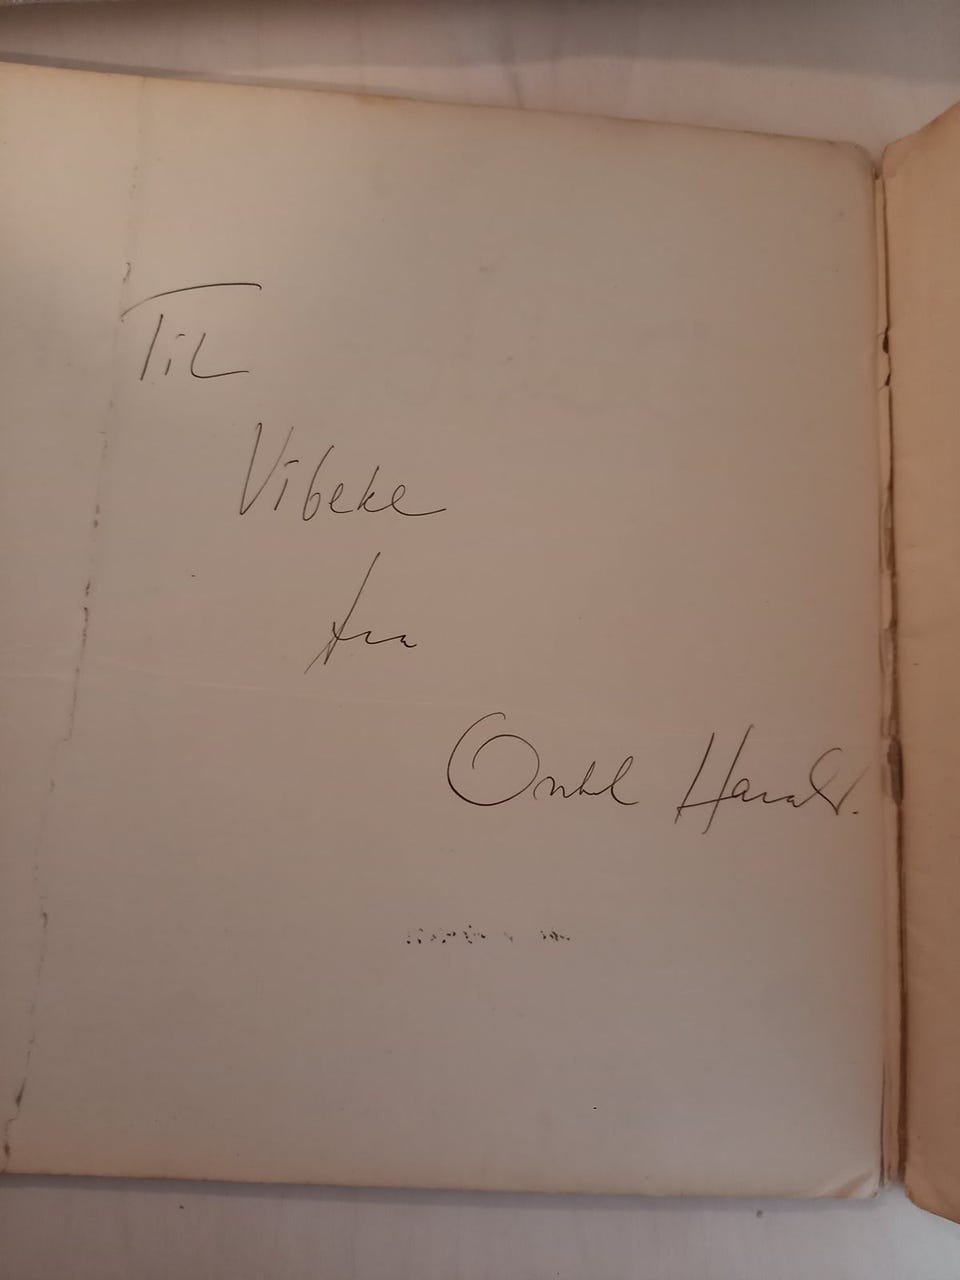 Til
Vibeke
fra
Onkel Harald.